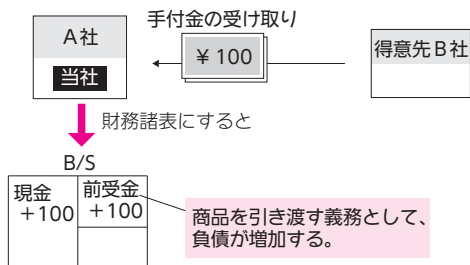 手付金の受け取り
A社
当社
¥100
得意先B社
財務諸表にすると
B/S
現金
+100
前受金
+100
商品を引き渡す義務として、
負債が増加する。